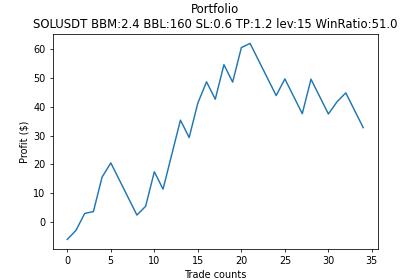 Portfolio
SOLUSDT BBM:2.4 BBL:160 SL:0.6 TP:1.2 lev:15 WinRatio:51.0
60
50
40
30
20
10
0
Profit ($)
0 5 10 15 20 25 30 35
Trade counts